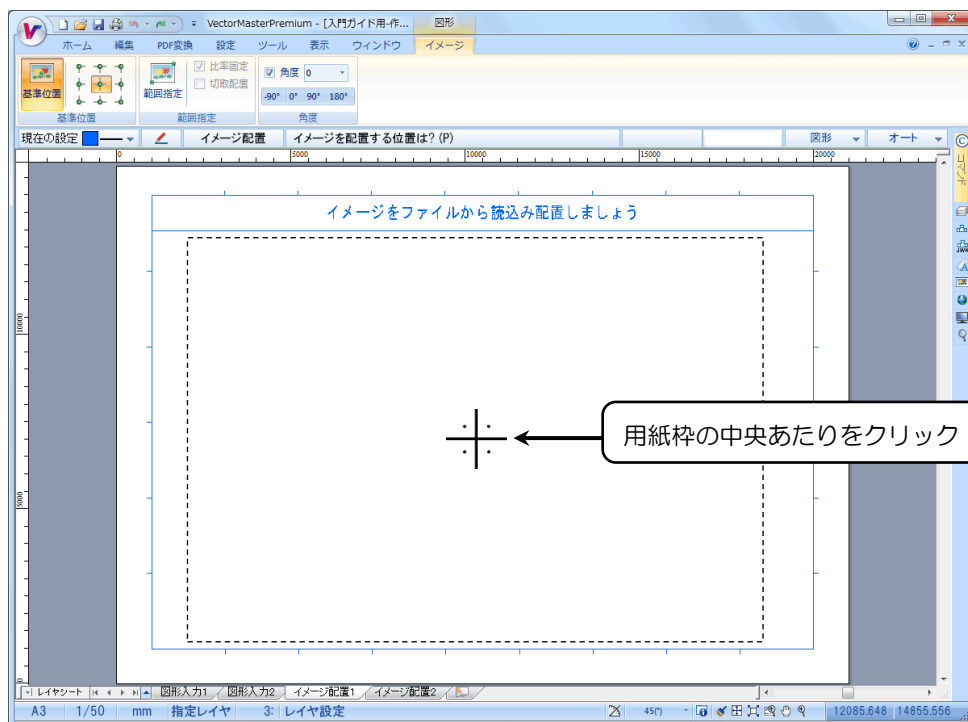 VectorMasterPremium - [入門ガイド用-作... 図形
ホーム 編集 PDF変換 設定 ツール 表示 ウィンドウ イメージ
基準位置
範囲指定
比率固定
切取配置
角度 0
-90° 0° 90° 180°
基準位置 範囲指定 角度
現在の設定 イメージ配置 イメージを配置する位置は? (P) 図形 オート
0 5000 10000 15000 20000
コマンド
イメージをファイルから読込み配置しましょう
10000
用紙枠の中央あたりをクリック
5000
0
レイヤシート 図形入力1 図形入力2 イメージ配置1 イメージ配置2
A3 1/50 mm 指定レイヤ 3: レイヤ設定 45(°) 12085.648 14855.556